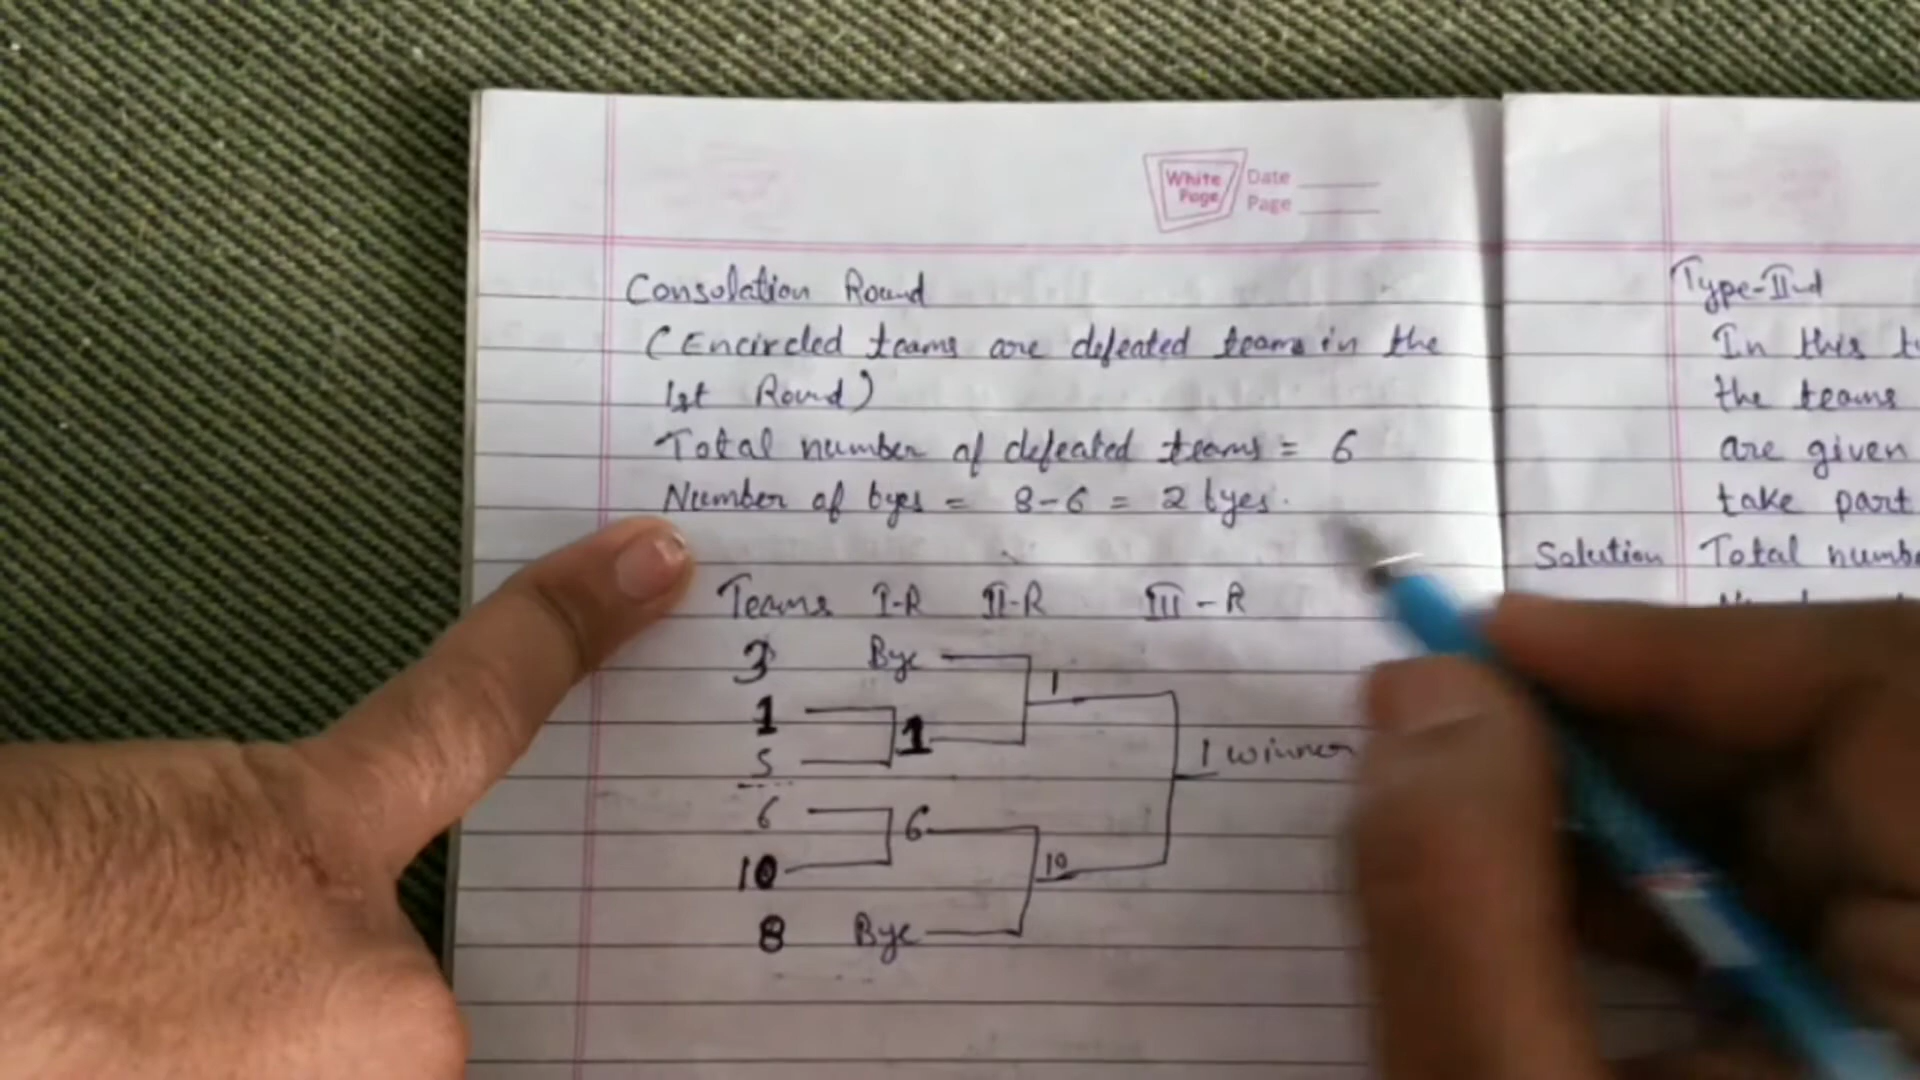 White Page
Date
Page
Consolation Round
(Encircled teams are defeated teams in the
1st Round)
Total number of defeated teams = 6
Number of byes = 8-6 = 2 byes.
Teams I-R II-R III-R
3 Bye
1
1
1
5
1 winner
6
6
10
10
8 Bye
Type-IInd
In this
the teams
are given
take part
Solution Total